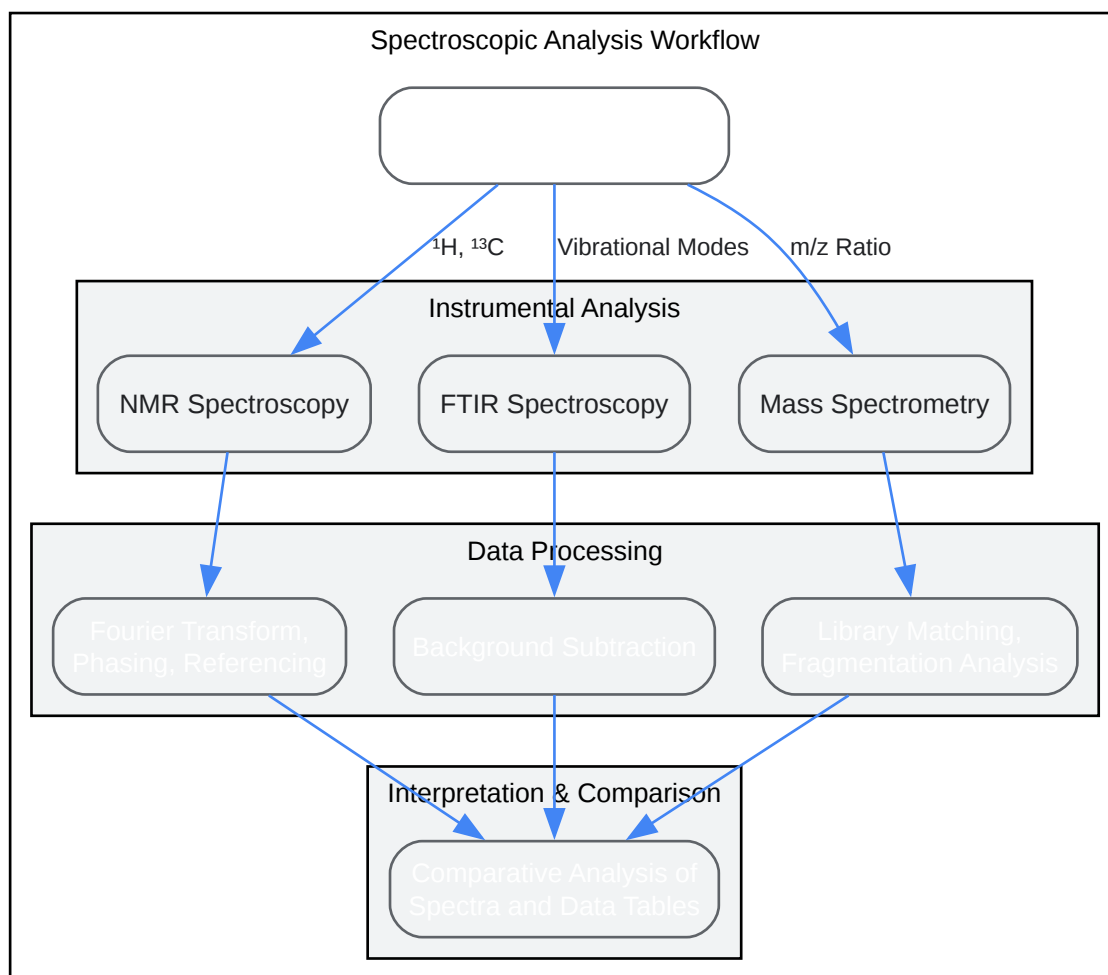 Spectroscopic Analysis Workflow
¹H, ¹³C
Vibrational Modes
m/z Ratio
Instrumental Analysis
NMR Spectroscopy
FTIR Spectroscopy
Mass Spectrometry
Data Processing
Fourier Transform,
Phasing, Referencing
Background Subtraction
Library Matching,
Fragmentation Analysis
Interpretation & Comparison
Comparative Analysis of
Spectra and Data Tables